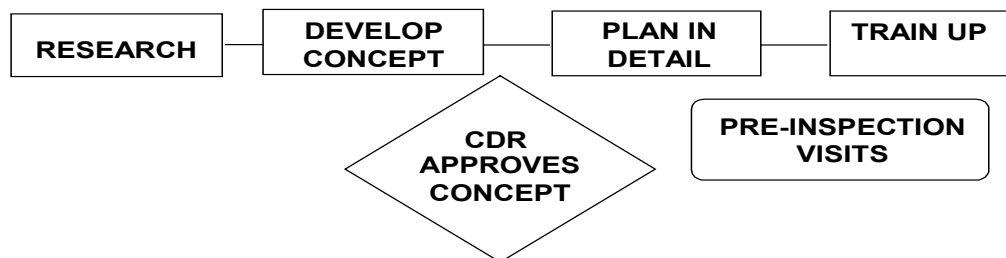 RESEARCH
DEVELOP
CONCEPT
PLAN IN
DETAIL
TRAIN UP
CDR
APPROVES
CONCEPT
PRE-INSPECTION
VISITS